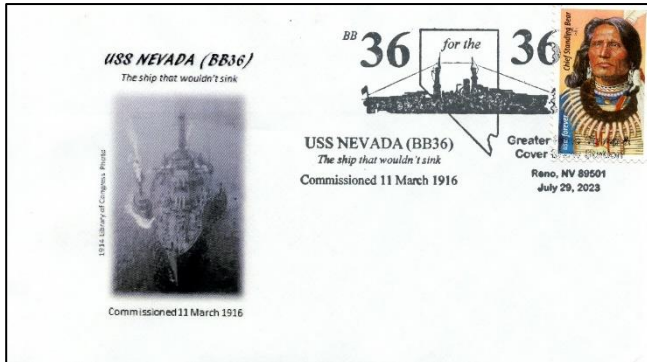 USS NEVADA (BB36)
The ship that wouldn't sink
1914 Library of Congress Photo
Commissioned 11 March 1916
BB 36 for the 36
USS NEVADA (BB36)
The ship that wouldn't sink
Commissioned 11 March 1916
Greater
Cover
Reno, NV 89501
July 29, 2023
Chief Standing Bear
forever